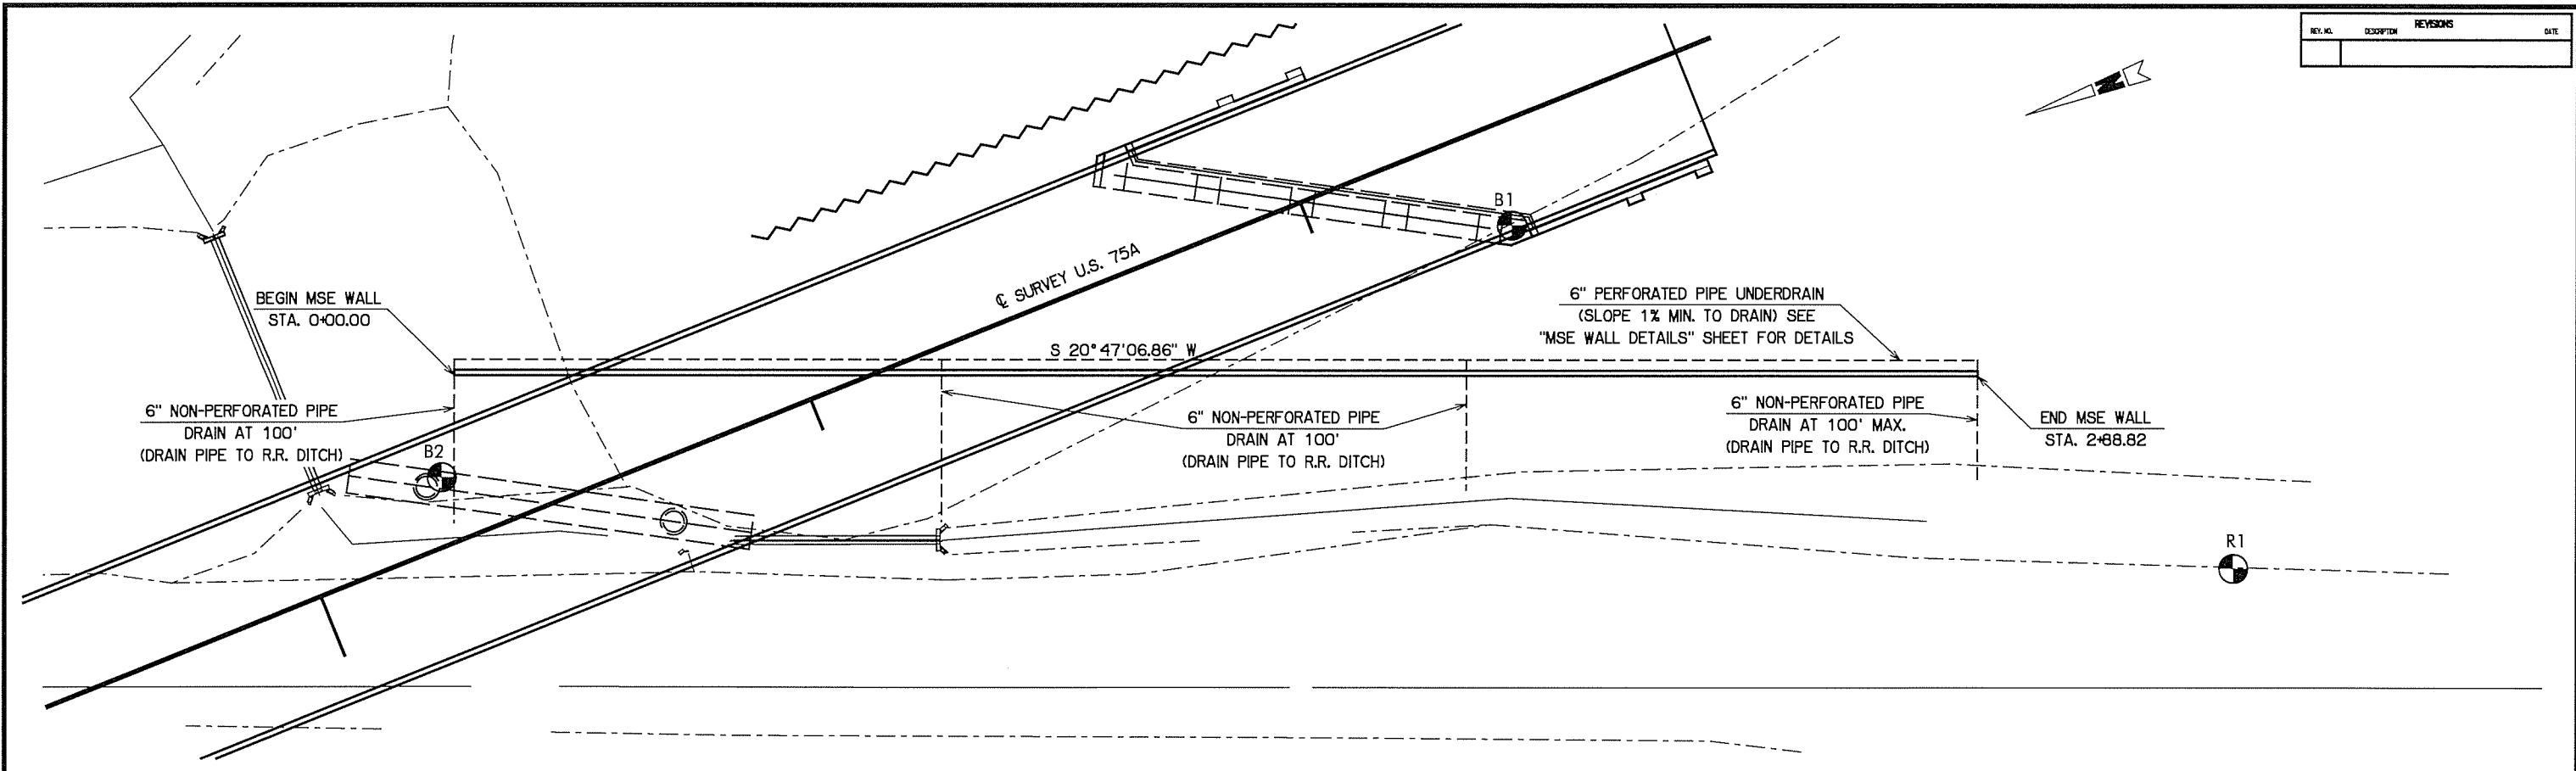 REVISIONS
REV. NO. DESCRIPTION DATE
N
B1
℄ SURVEY U.S. 75A
BEGIN MSE WALL
STA. 0+00.00
6" PERFORATED PIPE UNDERDRAIN
(SLOPE 1% MIN. TO DRAIN) SEE
"MSE WALL DETAILS" SHEET FOR DETAILS
S 20°47'06.86" W
6" NON-PERFORATED PIPE
DRAIN AT 100'
(DRAIN PIPE TO R.R. DITCH)
6" NON-PERFORATED PIPE
DRAIN AT 100'
(DRAIN PIPE TO R.R. DITCH)
6" NON-PERFORATED PIPE
DRAIN AT 100' MAX.
(DRAIN PIPE TO R.R. DITCH)
END MSE WALL
STA. 2+88.82
B2
R1